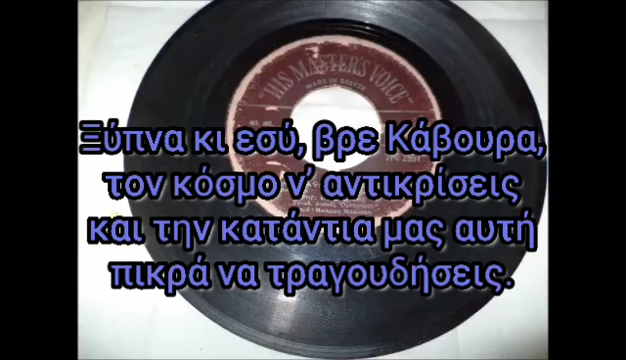 "HIS MASTER'S VOICE"
MADE IN GREECE
Ξύπνα κι εσύ, βρε Κάβουρα,
τον κόσμο ν' αντικρίσεις
και την κατάντια μας αυτή
πικρά να τραγουδήσεις.